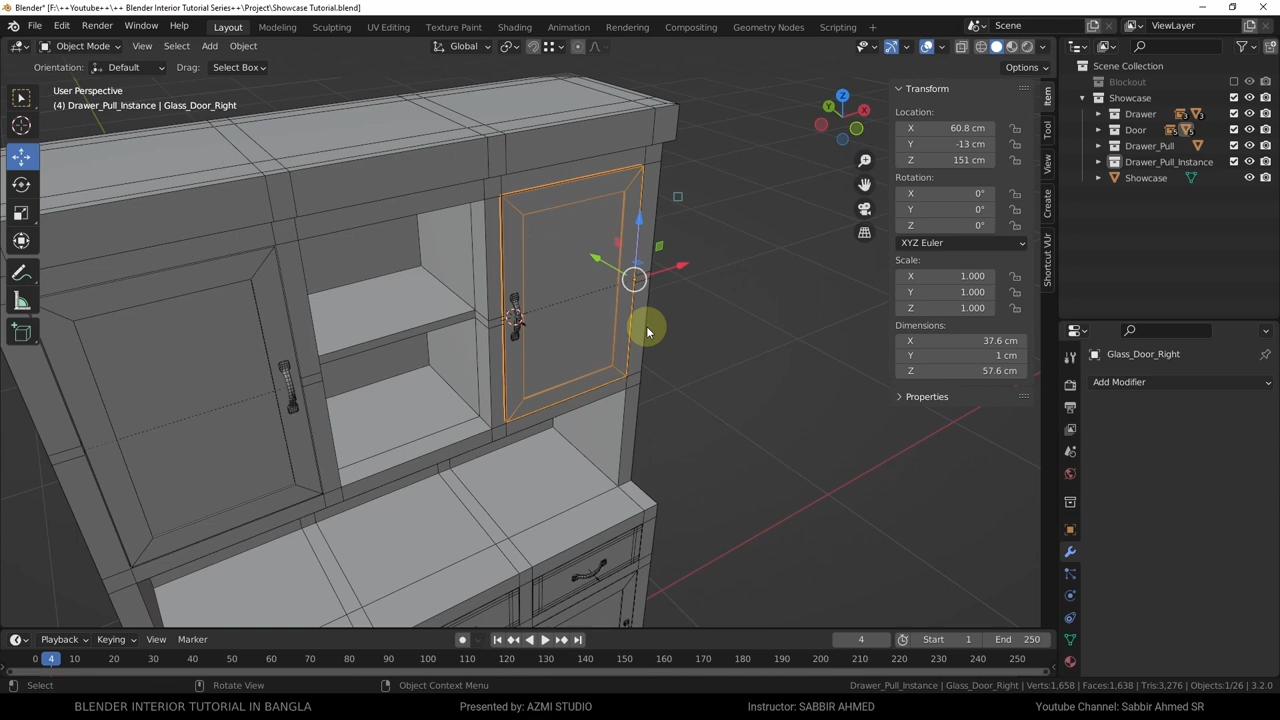 Blender* [F:\++Youtube++\++ Blender Interior Tutorial Series++\Project\Showcase Tutorial.blend]
File Edit Render Window Help Layout Modeling Sculpting UV Editing Texture Paint Shading Animation Rendering Compositing Geometry Nodes Scripting Scene ViewLayer
Object Mode View Select Add Object Global
Orientation: Default Drag: Select Box Options
User Perspective
(4) Drawer_Pull_Instance | Glass_Door_Right
Z
Y
X
Transform
Location:
X 60.8 cm
Y -13 cm
Z 151 cm
Rotation:
X 0°
Y 0°
Z 0°
XYZ Euler
Scale:
X 1.000
Y 1.000
Z 1.000
Dimensions:
X 37.6 cm
Y 1 cm
Z 57.6 cm
Properties
Item
Tool
View
Create
Shortcut VUr
Scene Collection
Blockout
Showcase
Drawer 3 3
Door
Drawer_Pull
Drawer_Pull_Instance
Showcase
Glass_Door_Right
Add Modifier
Playback Keying View Marker 4 Start 1 End 250
0 4 10 20 30 40 50 60 70 80 90 100 110 120 130 140 150 160 170 180 190 200 210 220 230 240 250
Select Rotate View Object Context Menu Drawer_Pull_Instance | Glass_Door_Right | Verts:1,658 | Faces:1,638 | Tris:3,276 | Objects:1/26 | 3.2.0
BLENDER INTERIOR TUTORIAL IN BANGLA Presented by: AZMI STUDIO Instructor: SABBIR AHMED Youtube Channel: Sabbir Ahmed SR